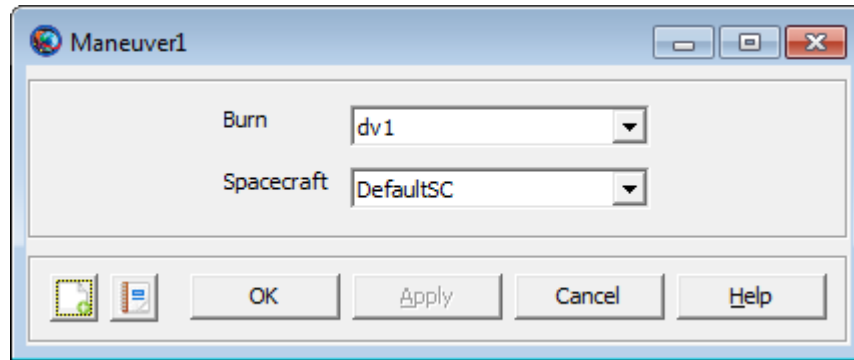 Maneuver1
Burn dv1
Spacecraft DefaultSC
OK Apply Cancel Help